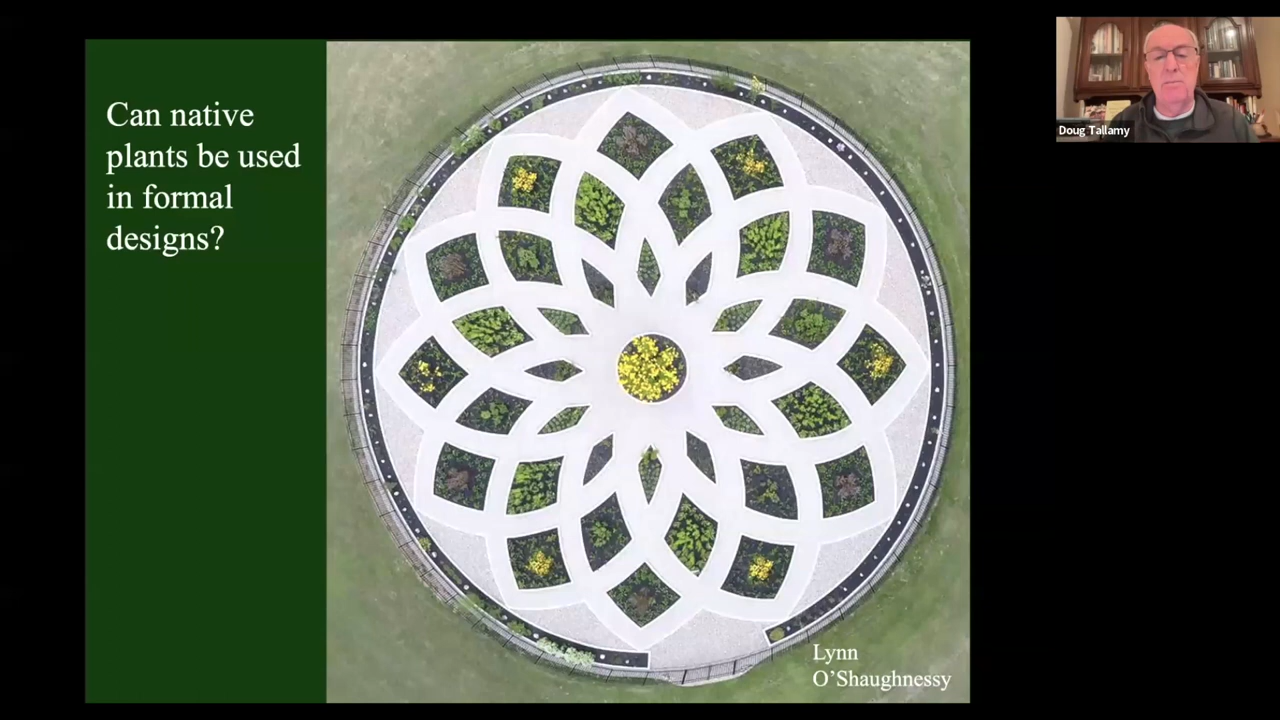 Can native
plants be used
in formal
designs?
Doug Tallamy
Lynn
O’Shaughnessy